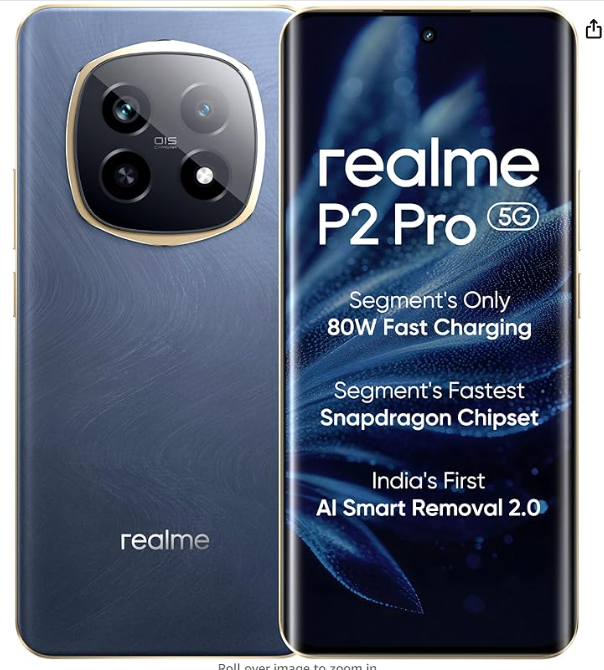 OIS
realme
realme
P2 Pro 5G
Segment's Only
80W Fast Charging
Segment's Fastest
Snapdragon Chipset
India's First
AI Smart Removal 2.0
Roll over image to zoom in